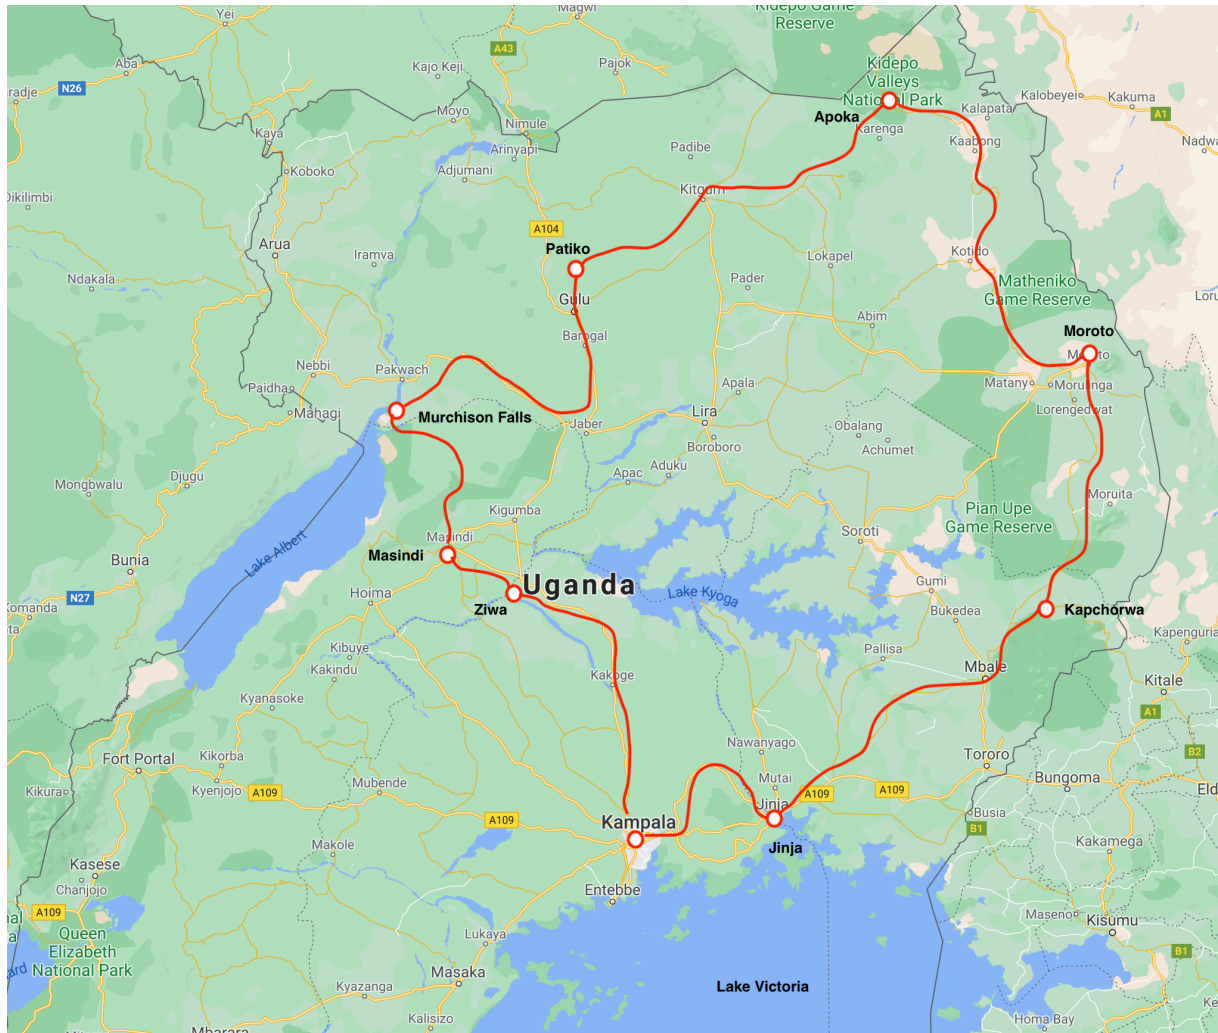 Kidepo Game
Reserve
Magwi
Yei
A43
Aba
Kajo Keji
Pajok
Kidepo
Valleys
National Park
N26
Kalobeyei
Kakuma
A1
Kalapata
Apoka
Moyo
Nimule
Kaya
Karenga
Kaabong
Arinyapi
Padibe
Adjumani
Koboko
Kitgum
Dikilimbi
A104
Arua
Patiko
Iramva
Kotido
Lokapel
Ndakala
Pader
Matheniko
Game Reserve
Gulu
Abim
Barogal
Moroto
Nebbi
Pakwach
Matany
Morulinga
Paidha
Apala
Lorengedwat
Mahagi
Murchison Falls
Lira
Jaber
Obalang
Boroboro
Achumet
Djugu
Aduku
Apac
Mongbwalu
Moruita
Kigumba
Pian Upe
Game Reserve
Soroti
Masindi
Lake Albert
Masindi
Bunia
Uganda
Gumi
N27
Hoima
Lake Kyoga
Komanda
Ziwa
Bukedea
Kapchorwa
Kapenguria
Kibuye
Pallisa
Kakindu
Mbale
Kakoge
Kitale
Kyanasoke
A1
Nawanyago
B2
Fort Portal
Kikorba
Tororo
Mutai
Bungoma
Mubende
Kikura
Kyenjojo
A109
Jinja
A109
A109
Busia
A109
Kampala
B1
Makole
Jinja
Kakamega
Kasese
Chanjojo
Entebbe
A109
Maseno
Kisumu
Queen
Elizabeth
National Park
Lukaya
B1
Masaka
Kyazanga
Lake Victoria
Kalisizo
Homa Bay
Mbarara